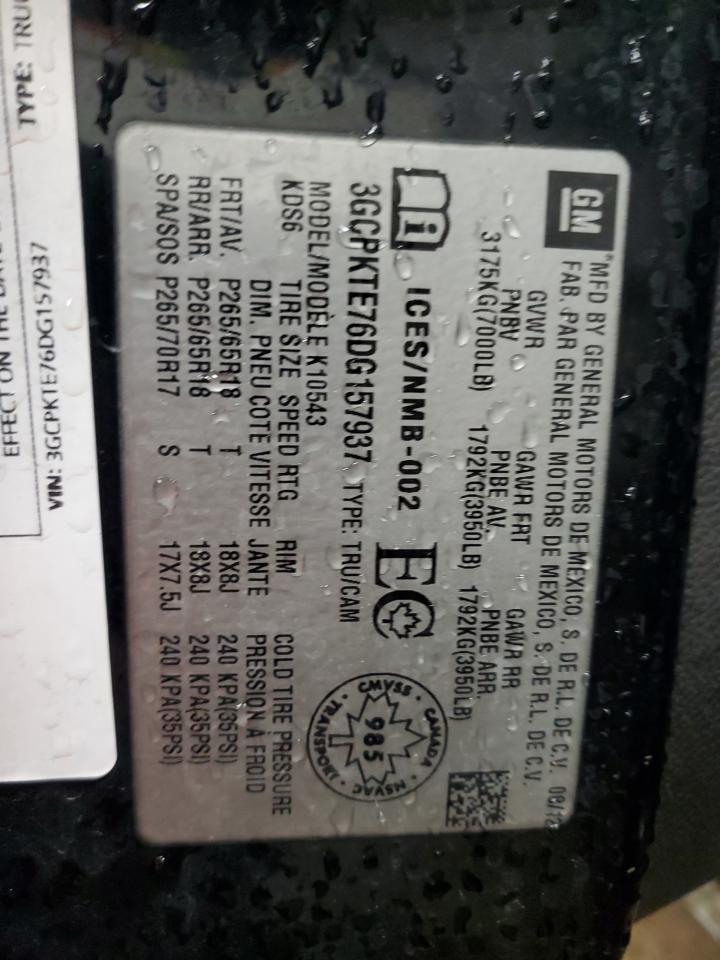 GM
®MFD BY GENERAL MOTORS DE MEXICO, S. DE R.L. DE C.V. 08/12
FAB. PAR GENERAL MOTORS DE MEXICO, S. DE R.L. DE C.V.
GVWR GAWR FRT GAWR RR
PNBV PNBE AV. PNBE ARR.
3175KG(7000LB) 1792KG(3950LB) 1792KG(3950LB)
i ICES/NMB-002 EC
3GCPKTE76DG157937 TYPE: TRU/CAM
MODEL/MODÈLE K10543
KDS6 TIRE SIZE SPEED RTG RIM COLD TIRE PRESSURE
DIM. PNEU COTE VITESSE JANTE PRESSION À FROID
FRT/AV. P265/65R18 T 18X8J 240 KPA(35PSI)
RR/ARR. P265/65R18 T 18X8J 240 KPA(35PSI)
SPA/SOS P265/70R17 S 17X7.5J 240 KPA(35PSI)
CANADA
CMVSS
985
NSVAC
TRANSPORT
TYPE: TRU
EFFECT ON THE
VIN: 3GCPKTE76DG157937